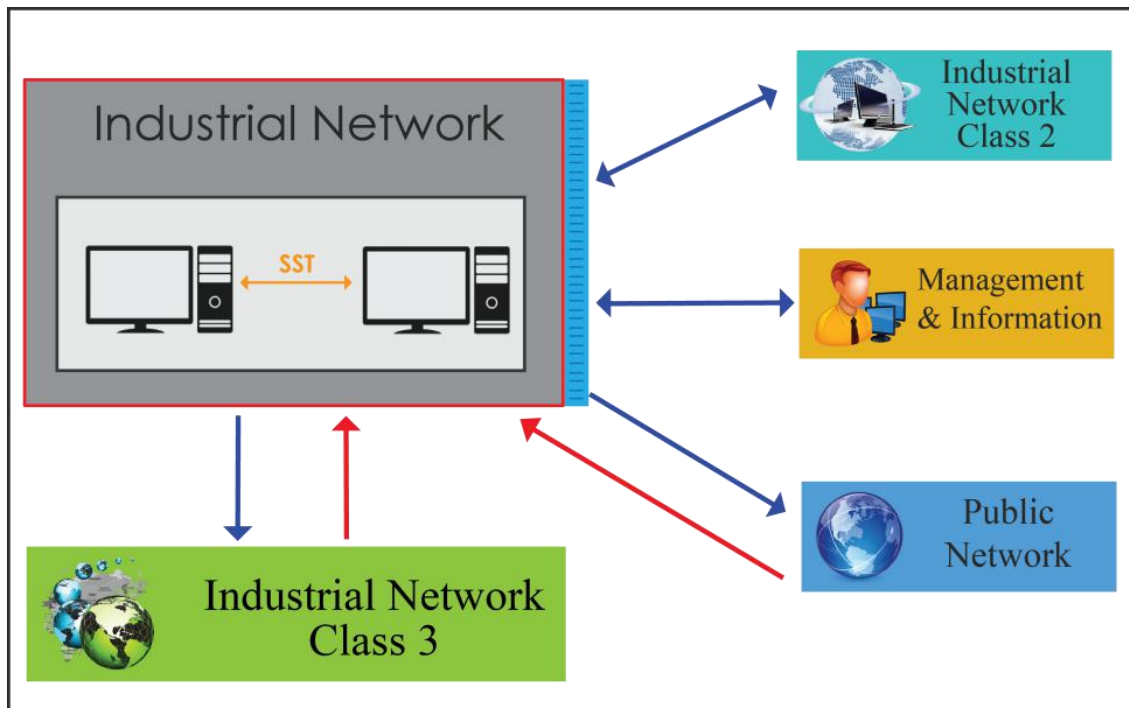 Industrial Network
SST
Industrial
Network
Class 2
Management
& Information
Public
Network
Industrial Network
Class 3